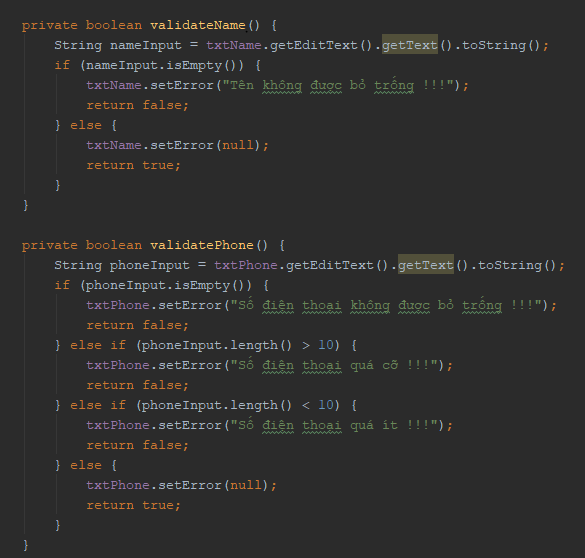 private boolean validateName() {
    String nameInput = txtName.getEditText().getText().toString();
    if (nameInput.isEmpty()) {
        txtName.setError("Tên không được bỏ trống !!!");
        return false;
    } else {
        txtName.setError(null);
        return true;
    }
}

private boolean validatePhone() {
    String phoneInput = txtPhone.getEditText().getText().toString();
    if (phoneInput.isEmpty()) {
        txtPhone.setError("Số điện thoại không được bỏ trống !!!");
        return false;
    } else if (phoneInput.length() > 10) {
        txtPhone.setError("Số điện thoại quá cỡ !!!");
        return false;
    } else if (phoneInput.length() < 10) {
        txtPhone.setError("Số điện thoại quá ít !!!");
        return false;
    } else {
        txtPhone.setError(null);
        return true;
    }
}